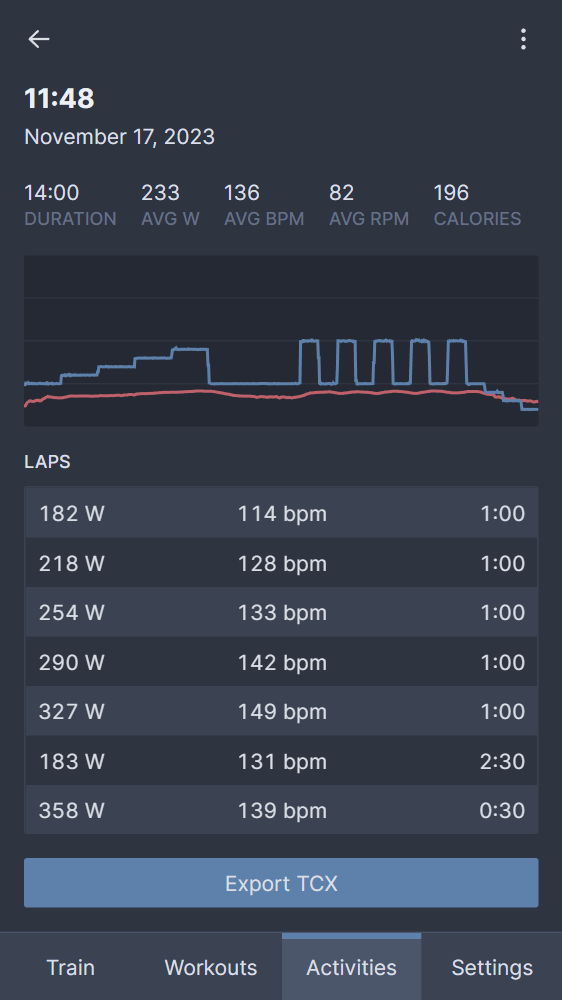 11:48
November 17, 2023
14:00 233 136 82 196
DURATION AVG W AVG BPM AVG RPM CALORIES
LAPS
182 W 114 bpm 1:00
218 W 128 bpm 1:00
254 W 133 bpm 1:00
290 W 142 bpm 1:00
327 W 149 bpm 1:00
183 W 131 bpm 2:30
358 W 139 bpm 0:30
Export TCX
Train Workouts Activities Settings